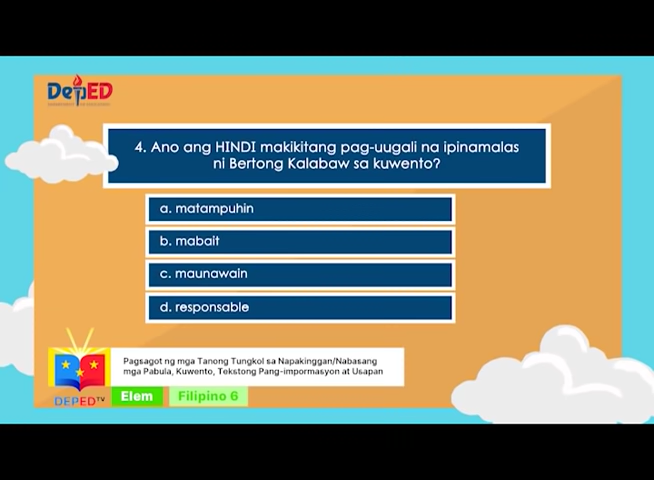 DepED
4. Ano ang HINDI makikitang pag-uugali na ipinamalas
ni Bertong Kalabaw sa kuwento?
a. matampuhin
b. mabait
c. maunawain
d. responsable
Pagsagot ng mga Tanong Tungkol sa Napakinggan/Nabasang
mga Pabula, Kuwento, Tekstong Pang-impormasyon at Usapan
DEPED TV
Elem
Filipino 6